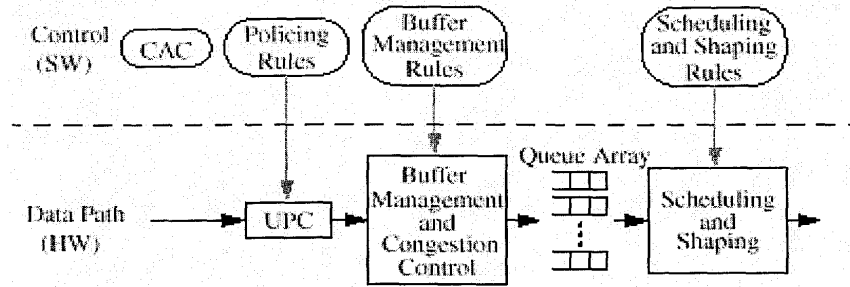 Control
(SW)
CAC
Policing
Rules
Buffer
Management
Rules
Scheduling
and Shaping
Rules
Queue Array
Data Path
(HW)
UPC
Buffer
Management
and
Congestion
Control
Scheduling
and
Shaping